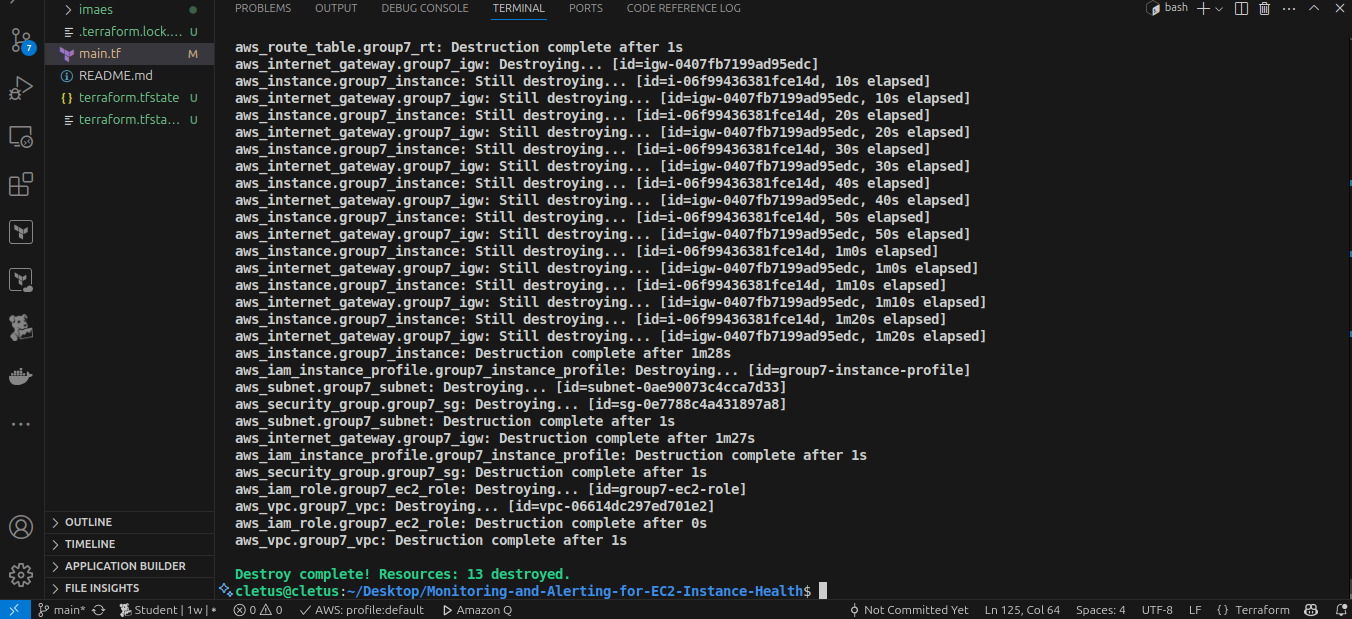 PROBLEMS OUTPUT DEBUG CONSOLE TERMINAL PORTS CODE REFERENCE LOG bash
imaes
.terraform.lock.... U
main.tf M
README.md
terraform.tfstate U
terraform.tfsta... U
7
aws_route_table.group7_rt: Destruction complete after 1s
aws_internet_gateway.group7_igw: Destroying... [id=igw-0407fb7199ad95edc]
aws_instance.group7_instance: Still destroying... [id=i-06f99436381fce14d, 10s elapsed]
aws_internet_gateway.group7_igw: Still destroying... [id=igw-0407fb7199ad95edc, 10s elapsed]
aws_instance.group7_instance: Still destroying... [id=i-06f99436381fce14d, 20s elapsed]
aws_internet_gateway.group7_igw: Still destroying... [id=igw-0407fb7199ad95edc, 20s elapsed]
aws_instance.group7_instance: Still destroying... [id=i-06f99436381fce14d, 30s elapsed]
aws_internet_gateway.group7_igw: Still destroying... [id=igw-0407fb7199ad95edc, 30s elapsed]
aws_instance.group7_instance: Still destroying... [id=i-06f99436381fce14d, 40s elapsed]
aws_internet_gateway.group7_igw: Still destroying... [id=igw-0407fb7199ad95edc, 40s elapsed]
aws_instance.group7_instance: Still destroying... [id=i-06f99436381fce14d, 50s elapsed]
aws_internet_gateway.group7_igw: Still destroying... [id=igw-0407fb7199ad95edc, 50s elapsed]
aws_instance.group7_instance: Still destroying... [id=i-06f99436381fce14d, 1m0s elapsed]
aws_internet_gateway.group7_igw: Still destroying... [id=igw-0407fb7199ad95edc, 1m0s elapsed]
aws_instance.group7_instance: Still destroying... [id=i-06f99436381fce14d, 1m10s elapsed]
aws_internet_gateway.group7_igw: Still destroying... [id=igw-0407fb7199ad95edc, 1m10s elapsed]
aws_instance.group7_instance: Still destroying... [id=i-06f99436381fce14d, 1m20s elapsed]
aws_internet_gateway.group7_igw: Still destroying... [id=igw-0407fb7199ad95edc, 1m20s elapsed]
aws_instance.group7_instance: Destruction complete after 1m28s
aws_iam_instance_profile.group7_instance_profile: Destroying... [id=group7-instance-profile]
aws_subnet.group7_subnet: Destroying... [id=subnet-0ae90073c4cca7d33]
aws_security_group.group7_sg: Destroying... [id=sg-0e7788c4a431897a8]
aws_subnet.group7_subnet: Destruction complete after 1s
aws_internet_gateway.group7_igw: Destruction complete after 1m27s
aws_iam_instance_profile.group7_instance_profile: Destruction complete after 1s
aws_security_group.group7_sg: Destruction complete after 1s
aws_iam_role.group7_ec2_role: Destroying... [id=group7-ec2-role]
aws_vpc.group7_vpc: Destroying... [id=vpc-06614dc297ed701e2]
aws_iam_role.group7_ec2_role: Destruction complete after 0s
aws_vpc.group7_vpc: Destruction complete after 1s
Destroy complete! Resources: 13 destroyed.
cletus@cletus:~/Desktop/Monitoring-and-Alerting-for-EC2-Instance-Health$
OUTLINE
TIMELINE
APPLICATION BUILDER
FILE INSIGHTS
main* Student | 1w | • 0 0 AWS: profile:default Amazon Q Not Committed Yet Ln 125, Col 64 Spaces: 4 UTF-8 LF {} Terraform